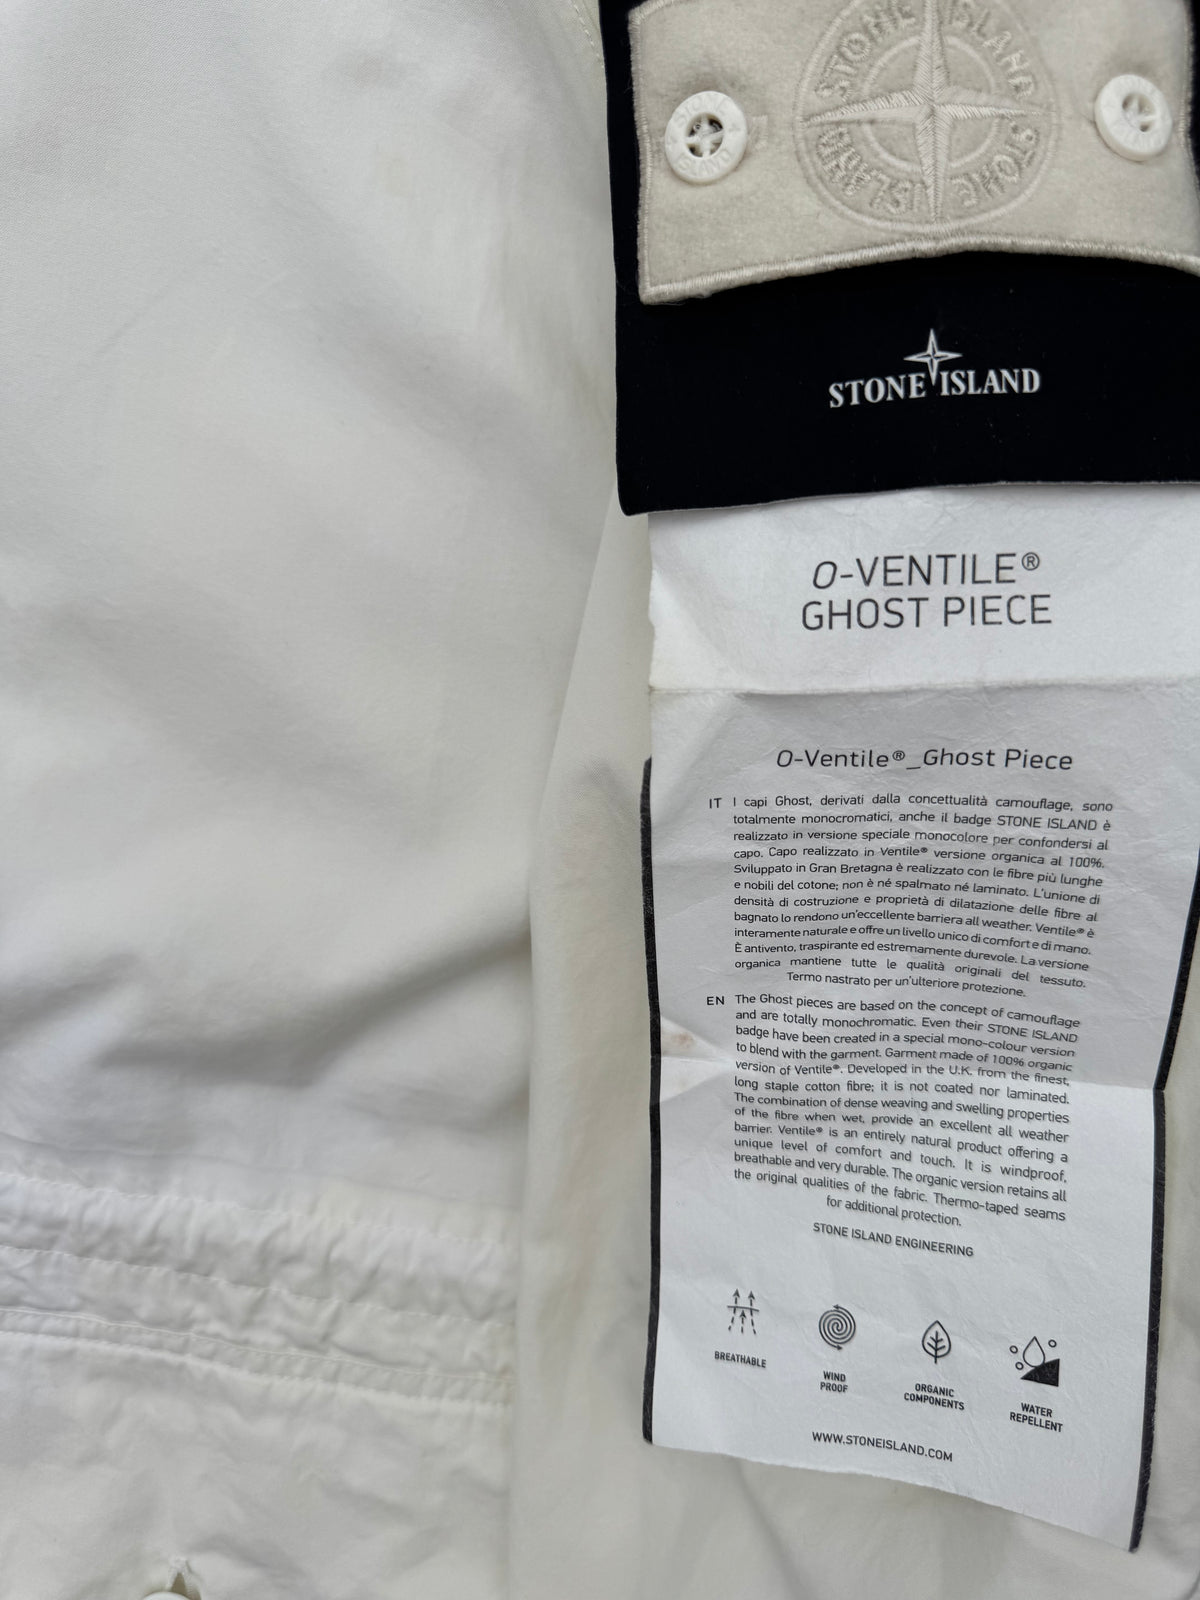 STONE ISLAND
STONE ISLAND
STONE ISLAND
STONE ISLAND
O-VENTILE®
GHOST PIECE
O-Ventile®_Ghost Piece
IT I capi Ghost, derivati dalla concettualità camouflage, sono
totalmente monocromatici, anche il badge STONE ISLAND è
realizzato in versione speciale monocolore per confondersi al
capo. Capo realizzato in Ventile® versione organica al 100%.
Sviluppato in Gran Bretagna è realizzato con le fibre più lunghe
e nobili del cotone; non è né spalmato né laminato. L'unione di
densità di costruzione e proprietà di dilatazione delle fibre al
bagnato lo rendono un'eccellente barriera all weather. Ventile® è
interamente naturale e offre un livello unico di comfort e di mano.
È antivento, traspirante ed estremamente durevole. La versione
organica mantiene tutte le qualità originali del tessuto.
Termo nastrato per un'ulteriore protezione.
EN The Ghost pieces are based on the concept of camouflage
and are totally monochromatic. Even their STONE ISLAND
badge have been created in a special mono-colour version
to blend with the garment. Garment made of 100% organic
version of Ventile®. Developed in the U.K. from the finest,
long staple cotton fibre; it is not coated nor laminated.
The combination of dense weaving and swelling properties
of the fibre when wet, provide an excellent all weather
barrier. Ventile® is an entirely natural product offering a
unique level of comfort and touch. It is windproof,
breathable and very durable. The organic version retains all
the original qualities of the fabric. Thermo-taped seams
for additional protection.
STONE ISLAND ENGINEERING
BREATHABLE
WIND
PROOF
ORGANIC
COMPONENTS
WATER
REPELLENT
WWW.STONEISLAND.COM